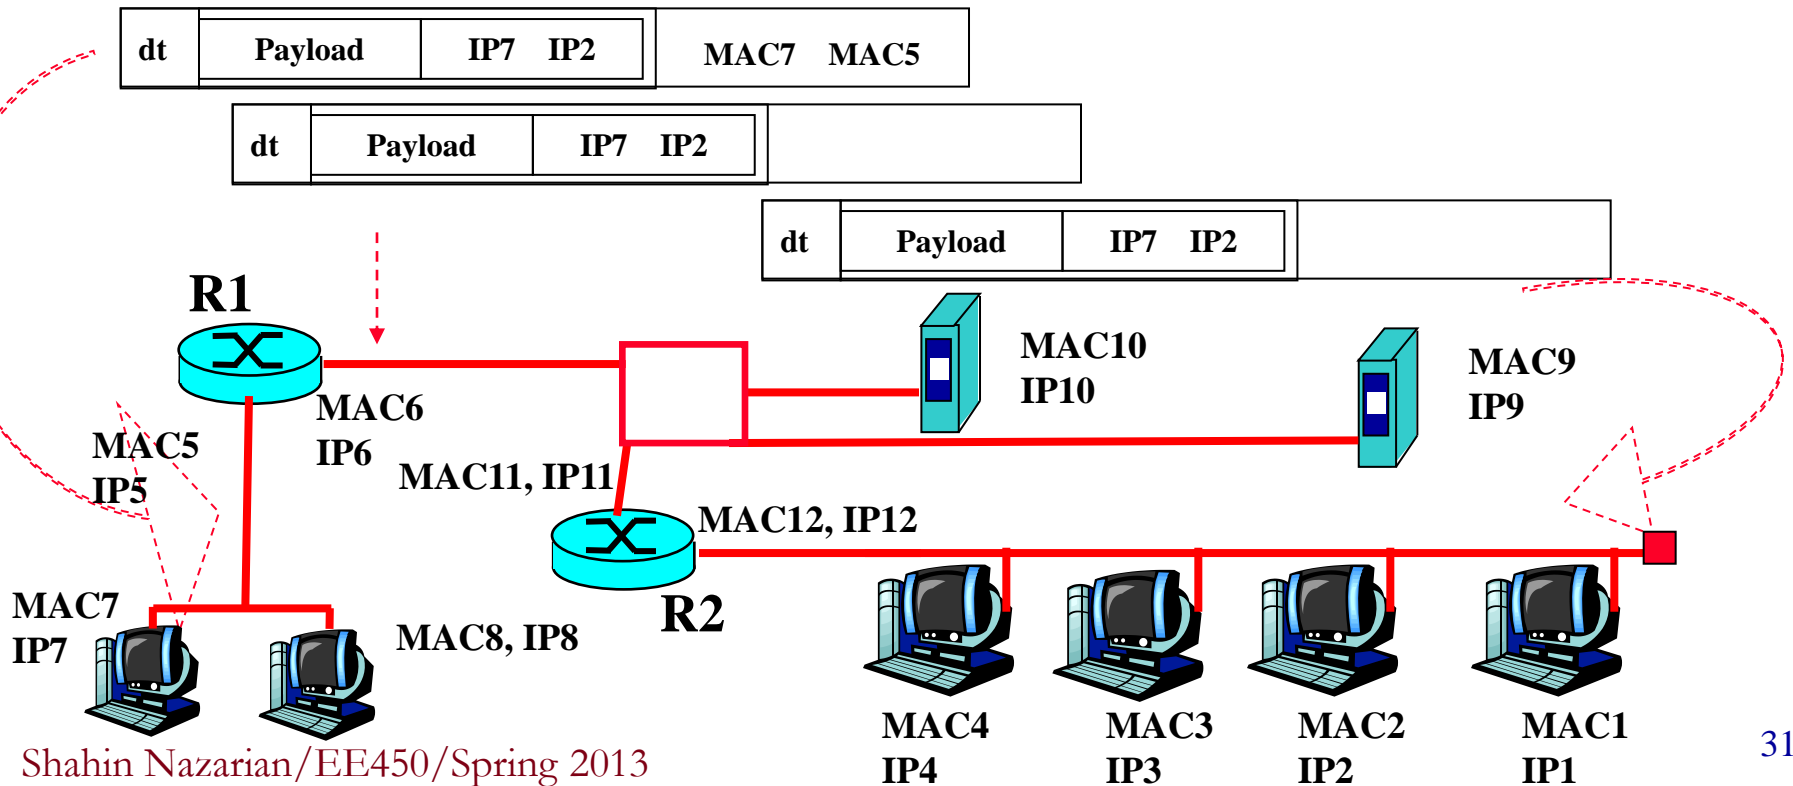 dt Payload IP7 IP2 MAC7 MAC5
dt Payload IP7 IP2
dt Payload IP7 IP2
R1
MAC10
IP10
MAC9
IP9
MAC6
IP6
MAC5
IP5
MAC11, IP11
MAC12, IP12
R2
MAC7
IP7
MAC8, IP8
MAC4
IP4
MAC3
IP3
MAC2
IP2
MAC1
IP1
Shahin Nazarian/EE450/Spring 2013
31